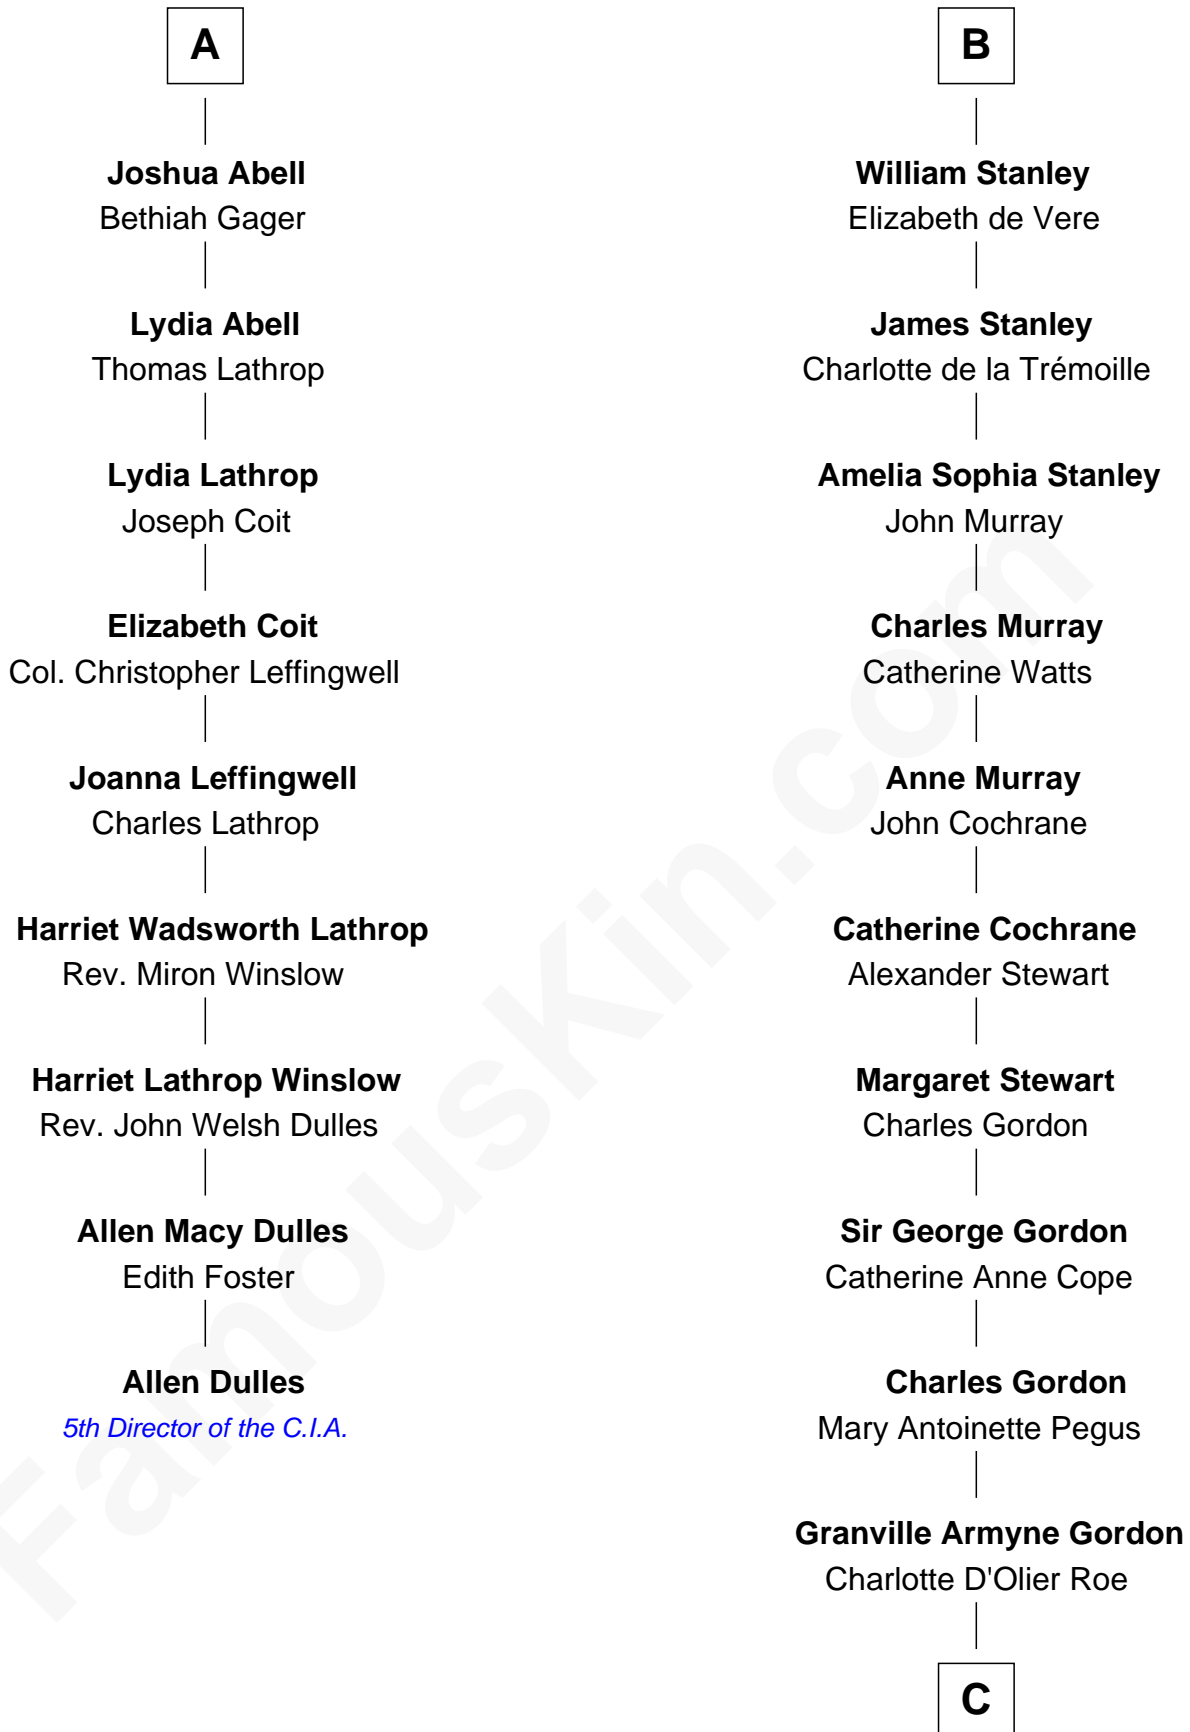 A
Joshua Abell
Bethiah Gager
Lydia Abell
Thomas Lathrop
Lydia Lathrop
Joseph Coit
Elizabeth Coit
Col. Christopher Leffingwell
Joanna Leffingwell
Charles Lathrop
Harriet Wadsworth Lathrop
Rev. Miron Winslow
Harriet Lathrop Winslow
Rev. John Welsh Dulles
Allen Macy Dulles
Edith Foster
Allen Dulles
5th Director of the C.I.A.
B
William Stanley
Elizabeth de Vere
James Stanley
Charlotte de la Trémoille
Amelia Sophia Stanley
John Murray
Charles Murray
Catherine Watts
Anne Murray
John Cochrane
Catherine Cochrane
Alexander Stewart
Margaret Stewart
Charles Gordon
Sir George Gordon
Catherine Anne Cope
Charles Gordon
Mary Antoinette Pegus
Granville Armyne Gordon
Charlotte D'Olier Roe
C
FamousKin.com